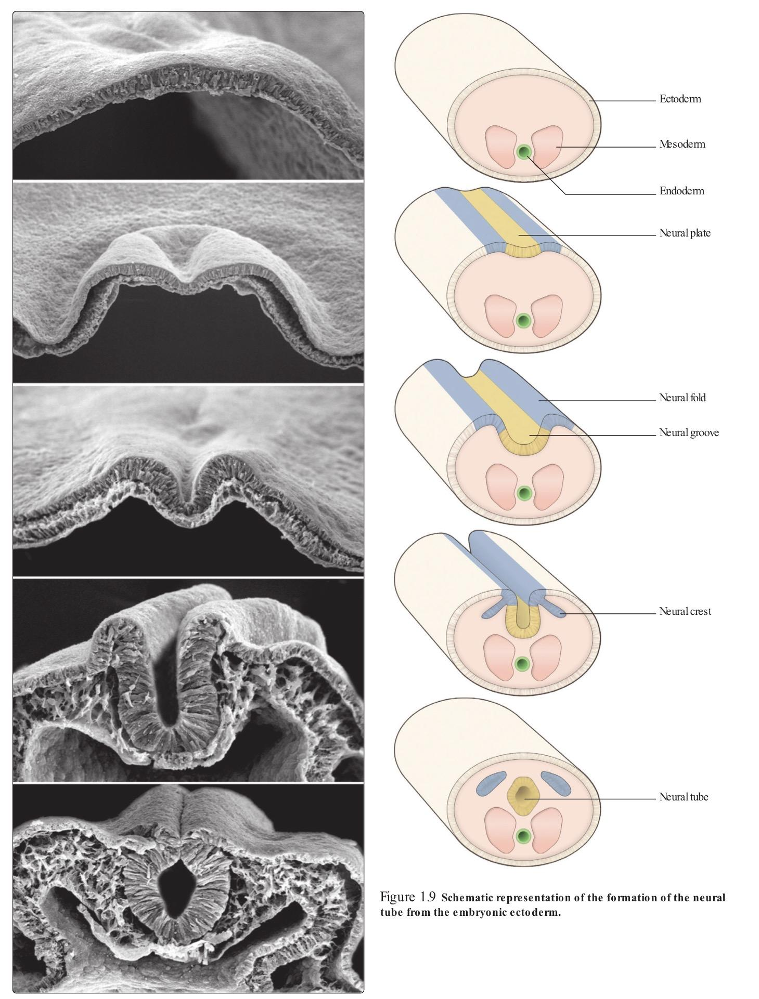 Ectoderm
Mesoderm
Endoderm
Neural plate
Neural fold
Neural groove
Neural crest
Neural tube
Figure 1.9 Schematic representation of the formation of the neural
tube from the embryonic ectoderm.